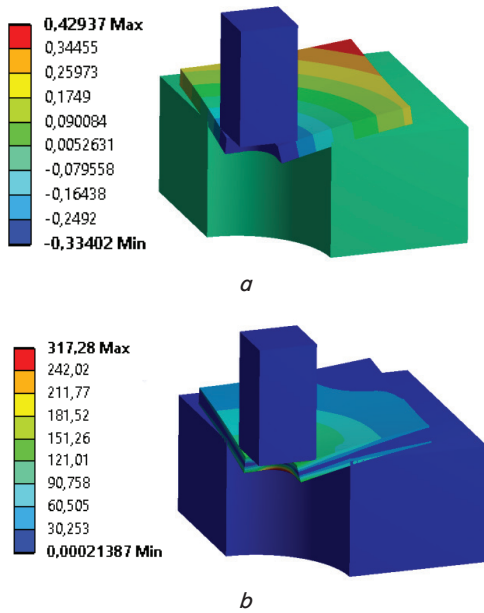 0,42937 Max
0,34455
0,25973
0,1749
0,090084
0,0052631
-0,079558
-0,16438
-0,2492
-0,33402 Min
a
317,28 Max
242,02
211,77
181,52
151,26
121,01
90,758
60,505
30,253
0,00021387 Min
b